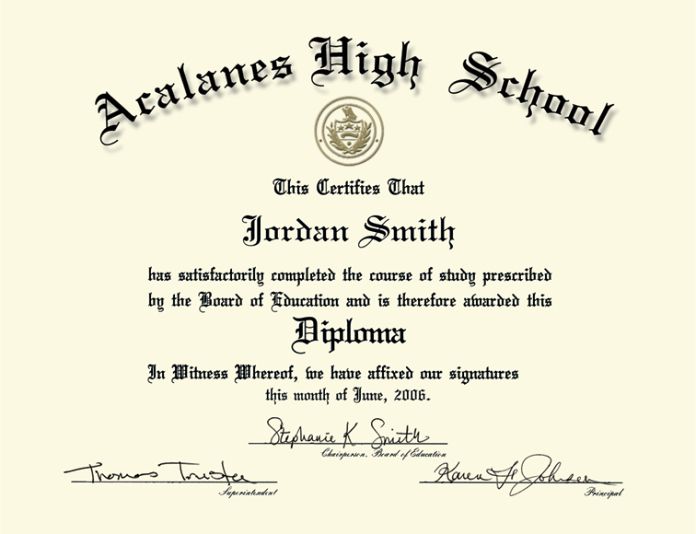 Acalanes High School
This Certifies That
Jordan Smith
has satisfactorily completed the course of study prescribed
by the Board of Education and is therefore awarded this
Diploma
In Witness Whereof, we have affixed our signatures
this month of June, 2006.
Stephanie K Smith
Chairperson, Board of Education
Thomas Trustee
Superintendent
Karen Johnsen
Principal